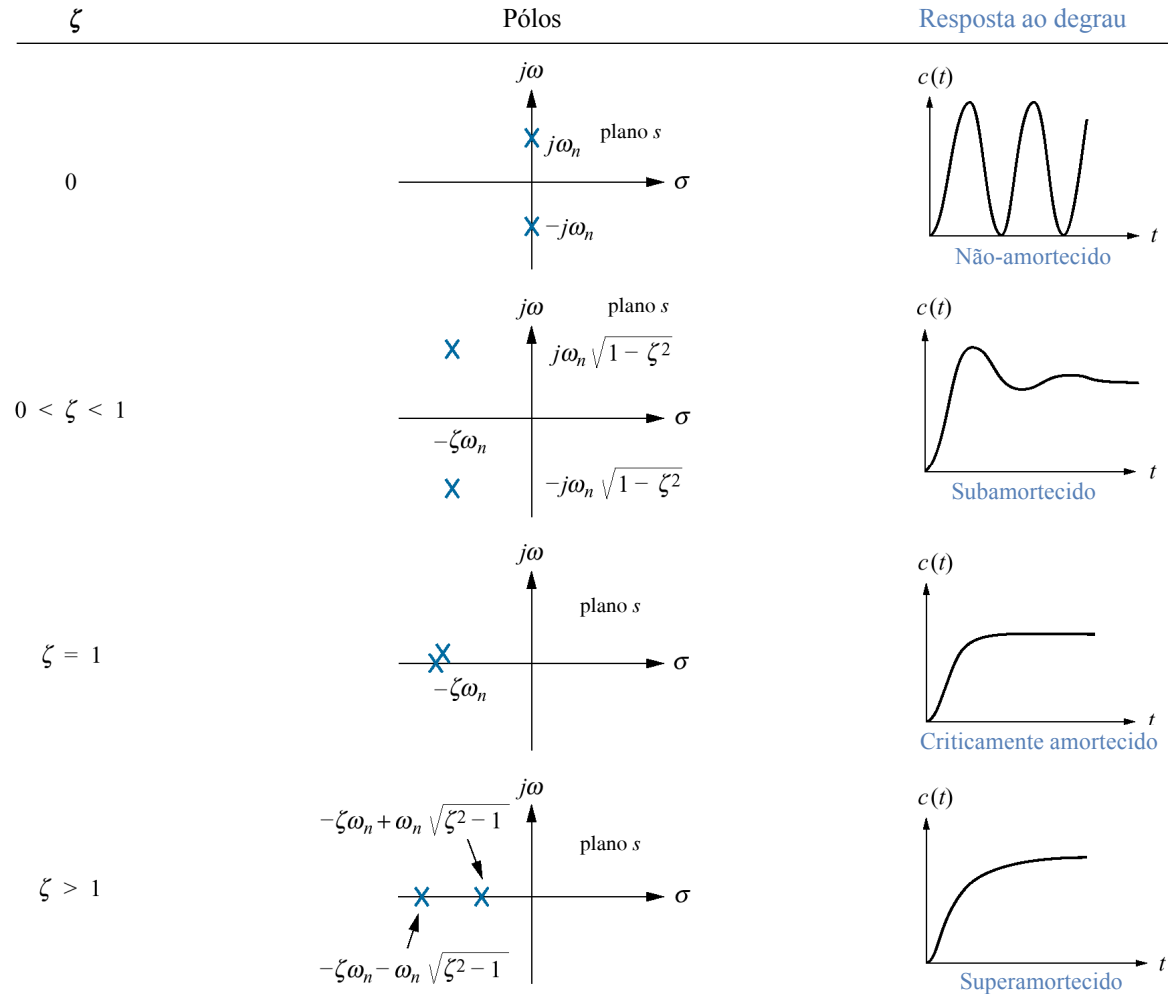 ζ Pólos Resposta ao degrau
jω
c(t)
plano s
jωn
0
σ
−jωn
t
Não-amortecido
jω
plano s
c(t)
jωn √1 − ζ²
0 < ζ < 1
σ
−ζωn
−jωn √1 − ζ²
t
Subamortecido
jω
c(t)
plano s
ζ = 1
σ
−ζωn
t
Criticamente amortecido
jω
c(t)
−ζωn + ωn √ζ² − 1
plano s
ζ > 1
σ
−ζωn − ωn √ζ² − 1
t
Superamortecido